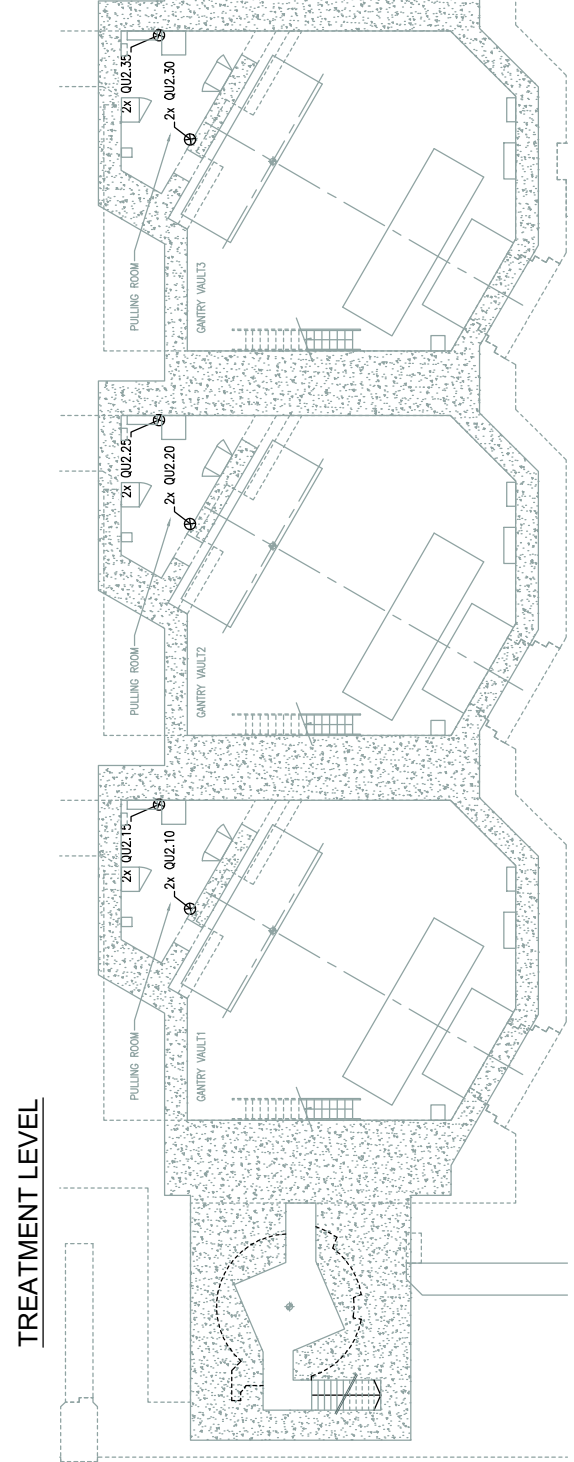 TREATMENT LEVEL
PULLING ROOM
GANTRY VAULT1
2x QU2.15
2x QU2.10
PULLING ROOM
GANTRY VAULT2
2x QU2.25
2x QU2.20
PULLING ROOM
GANTRY VAULT3
2x QU2.35
2x QU2.30